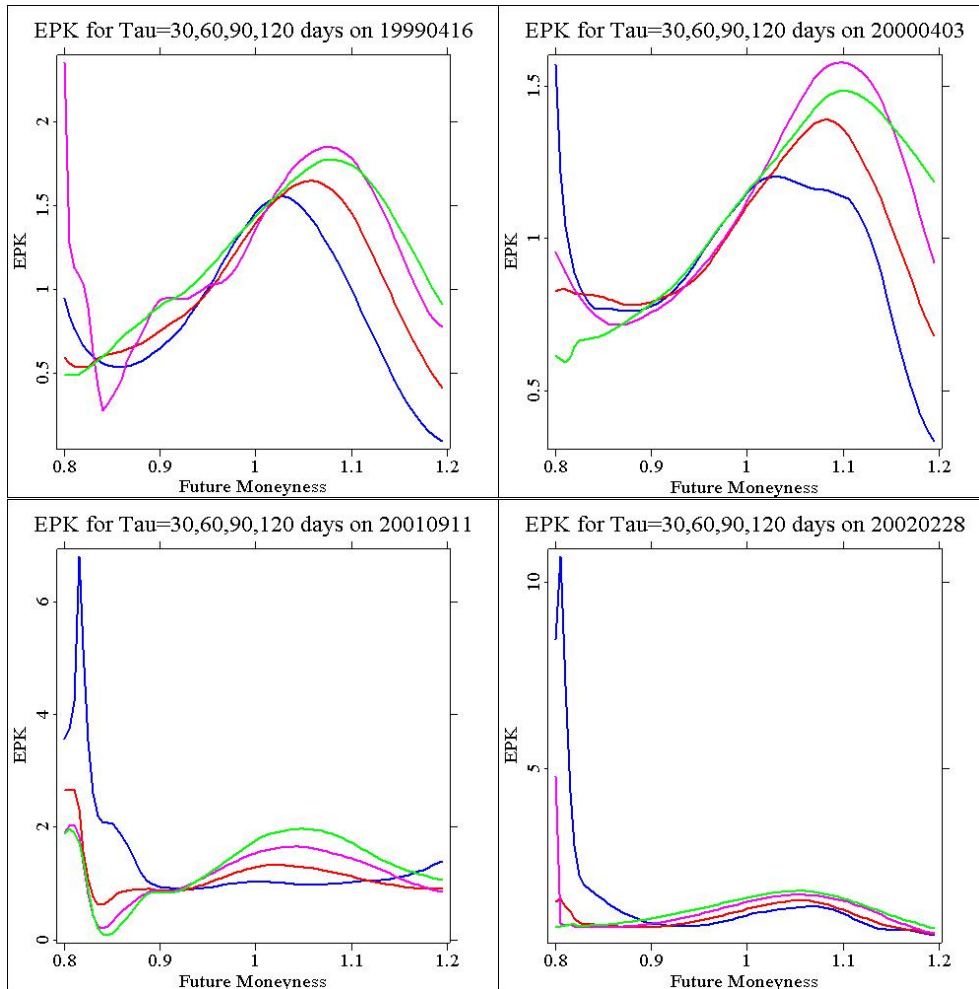 EPK for Tau=30,60,90,120 days on 19990416
2
1.5
1
0.5
EPK
0.8 0.9 1 1.1 1.2
Future Moneyness
EPK for Tau=30,60,90,120 days on 20000403
1.5
1
0.5
EPK
0.8 0.9 1 1.1 1.2
Future Moneyness
EPK for Tau=30,60,90,120 days on 20010911
6
4
2
0
EPK
0.8 0.9 1 1.1 1.2
Future Moneyness
EPK for Tau=30,60,90,120 days on 20020228
10
5
EPK
0.8 0.9 1 1.1 1.2
Future Moneyness